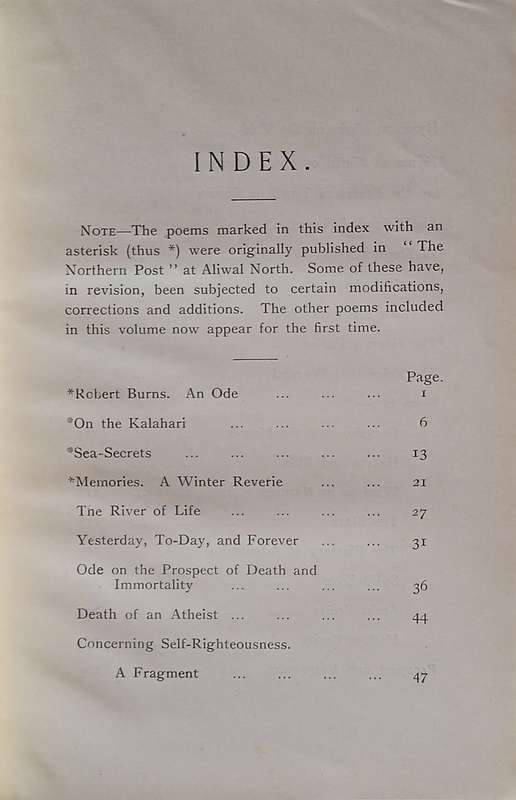 INDEX.
NOTE—The poems marked in this index with an
asterisk (thus *) were originally published in “The
Northern Post” at Aliwal North. Some of these have,
in revision, been subjected to certain modifications,
corrections and additions. The other poems included
in this volume now appear for the first time.
Page.
*Robert Burns. An Ode ... ... ... 1
*On the Kalahari ... ... ... ... 6
*Sea-Secrets ... ... ... ... ... 13
*Memories. A Winter Reverie ... ... 21
The River of Life ... ... ... ... 27
Yesterday, To-Day, and Forever ... ... 31
Ode on the Prospect of Death and
Immortality ... ... ... ... 36
Death of an Atheist ... ... ... ... 44
Concerning Self-Righteousness.
A Fragment ... ... ... ... 47